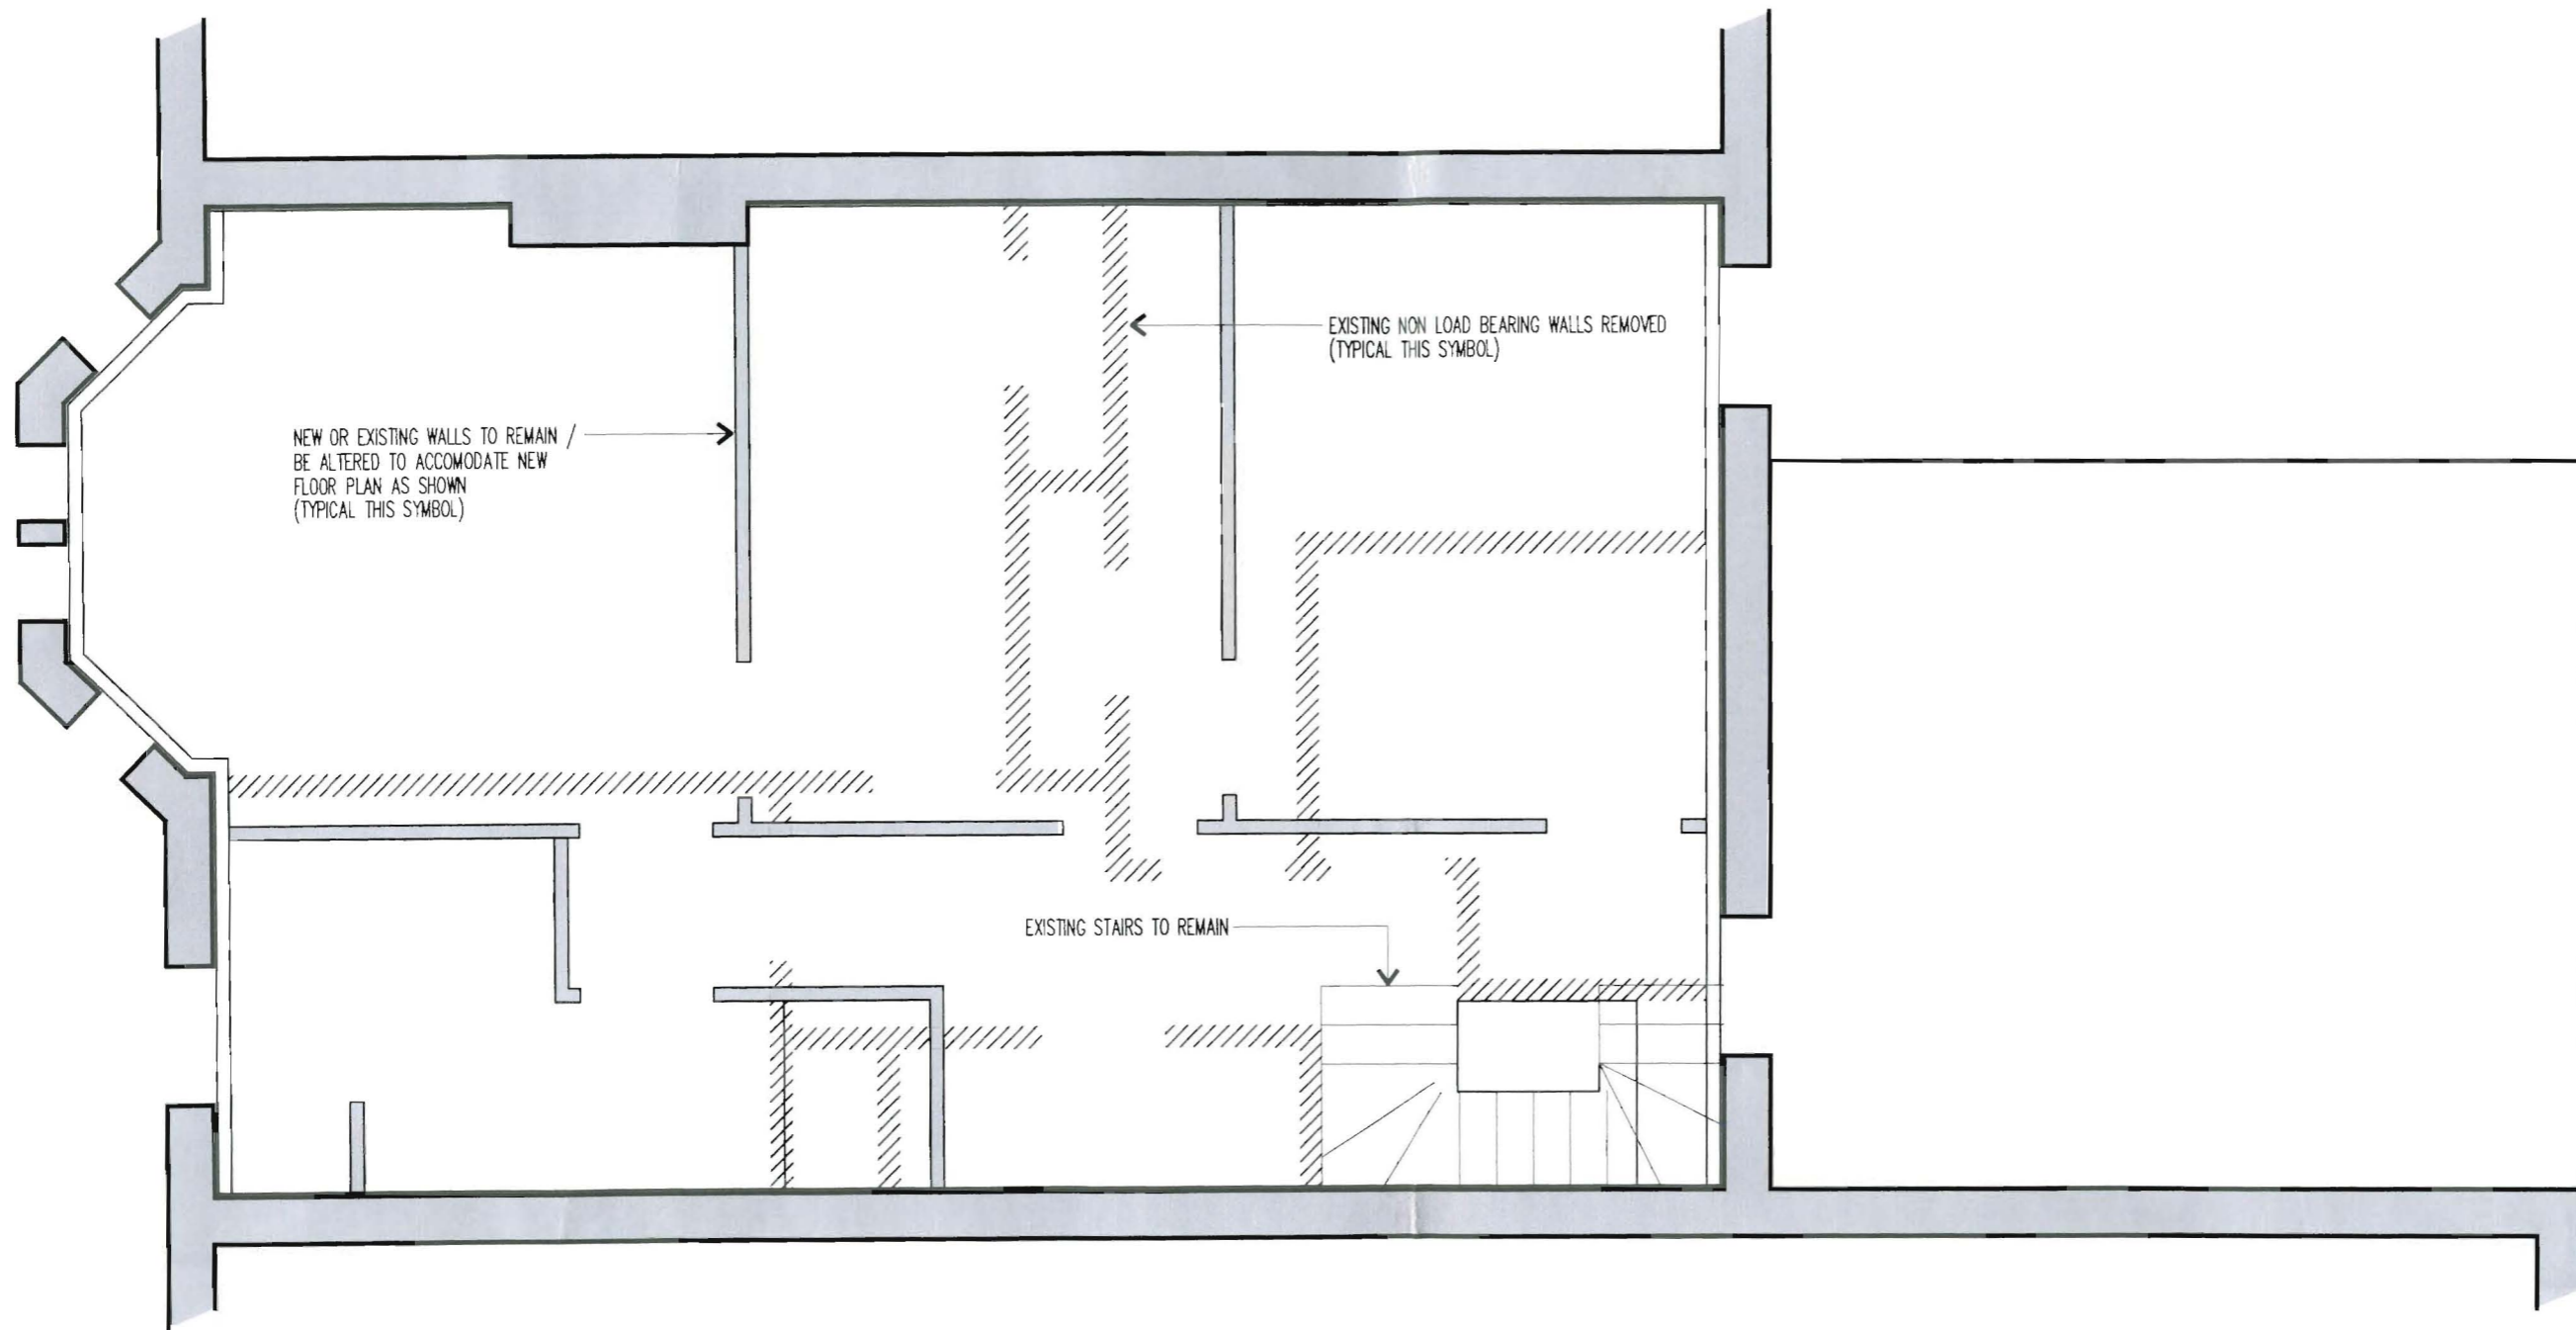 EXISTING NON LOAD BEARING WALLS REMOVED
(TYPICAL THIS SYMBOL)
NEW OR EXISTING WALLS TO REMAIN /
BE ALTERED TO ACCOMODATE NEW
FLOOR PLAN AS SHOWN
(TYPICAL THIS SYMBOL)
EXISTING STAIRS TO REMAIN